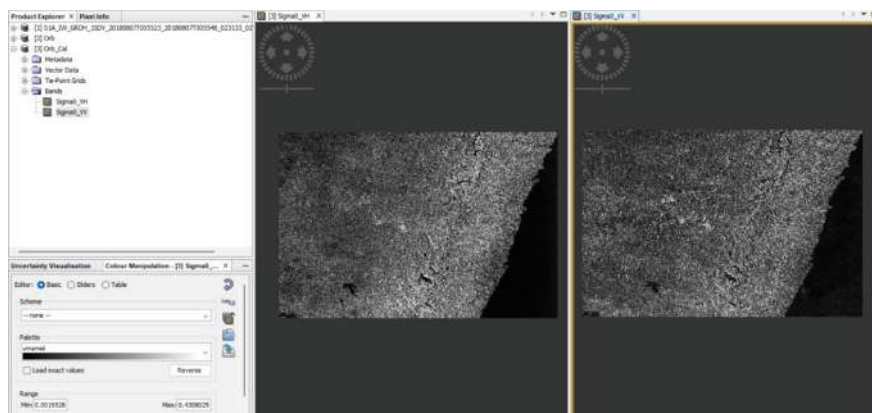 Product Explorer × Pixel Info
[1] S1A_IW_GRDH_1SDV_20180807T005523_20180807T005548_023133_02
[2] Orb
[3] Orb_Cal
Metadata
Vector Data
Tie-Point Grids
Bands
Sigma0_VH
Sigma0_VV
[3] Sigma0_VH ×
[3] Sigma0_VV ×
Uncertainty Visualisation Colour Manipulation - [3] Sigma0_... ×
Editor: Basic Sliders Table
Scheme
-- none --
Palette
unnamed
Load exact values Reverse
Range
Min: 0.0019528 Max: 0.4308025